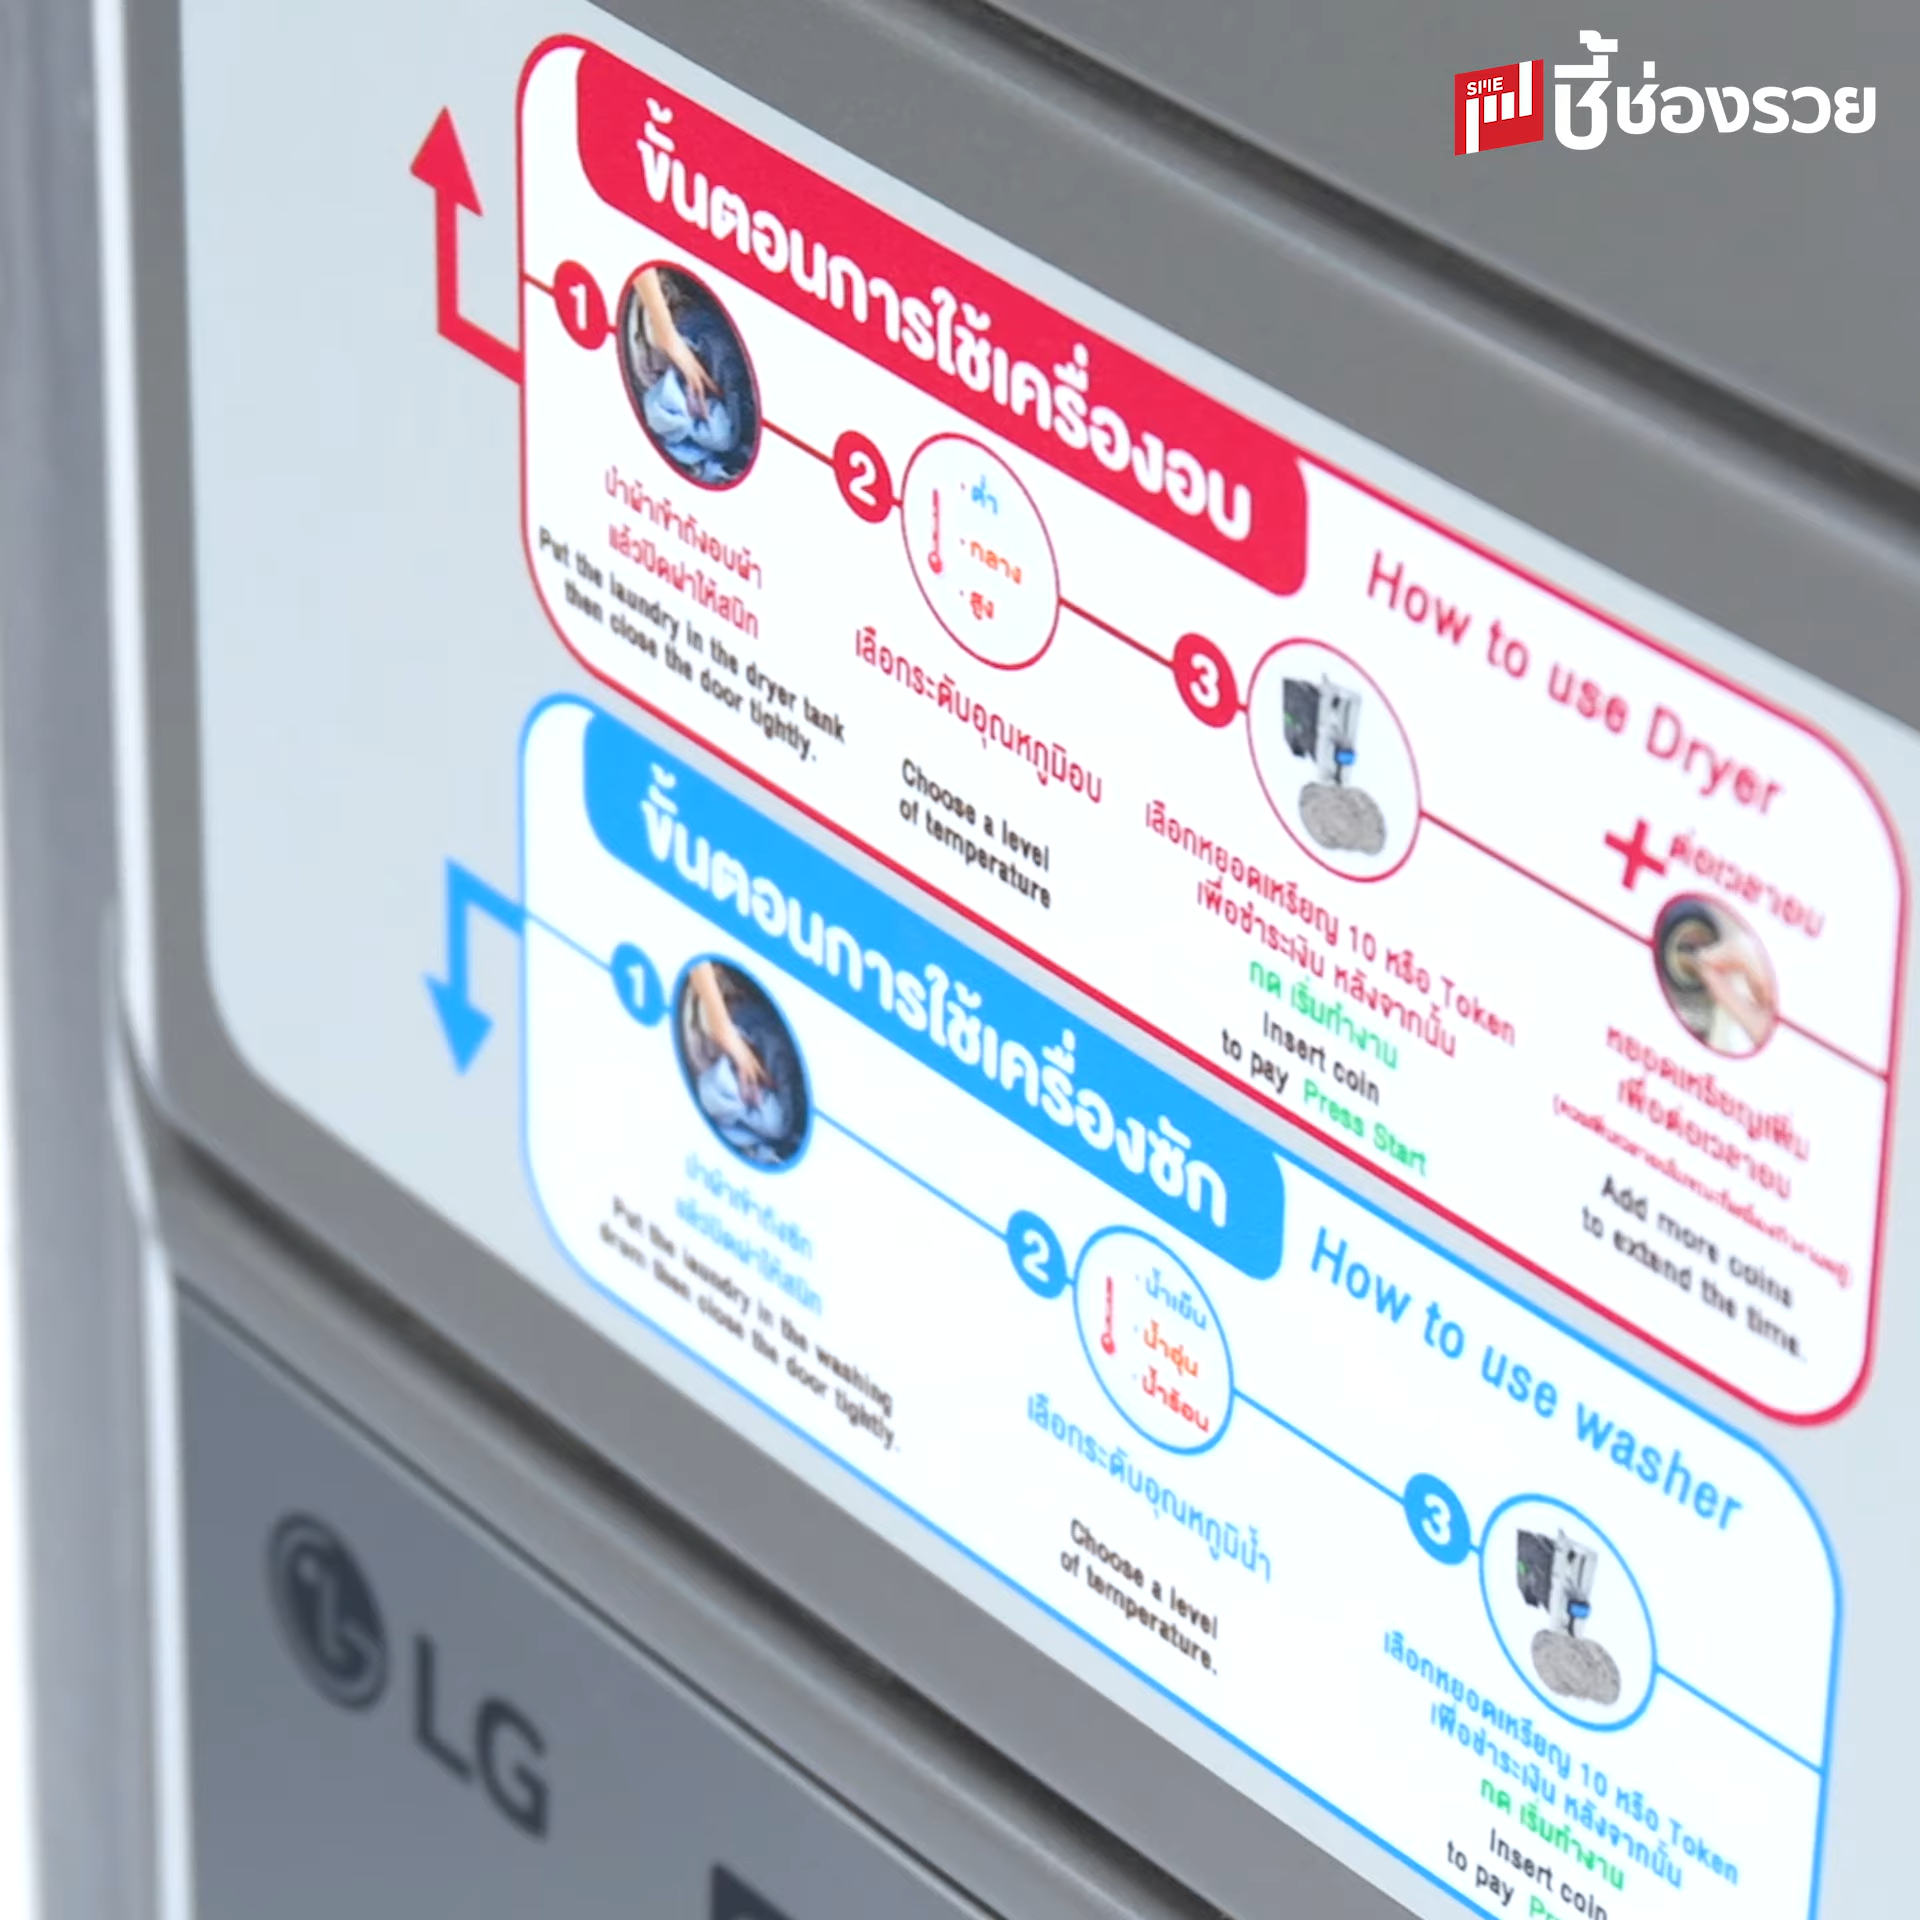 SME
ชี้ช่องรวย
ขั้นตอนการใช้เครื่องอบ
How to use Dryer
1
นำผ้าเข้าถังอบผ้า
แล้วปิดฝาให้สนิท
Put the laundry in the dryer tank
then close the door tightly.
2
· ต่ำ
· กลาง
· สูง
เลือกระดับอุณหภูมิอบ
Choose a level
of temperature
3
เลือกหยอดเหรียญ 10 หรือ Token
เพื่อชำระเงิน หลังจากนั้น
กด เริ่มทำงาน
Insert coin
to pay Press Start
+ต่อเวลาอบ
หยอดเหรียญเพิ่ม
เพื่อต่อเวลาอบ
Add more coins
to extend the time.
ขั้นตอนการใช้เครื่องซัก
How to use washer
1
นำผ้าเข้าถังซัก
แล้วปิดฝาให้สนิท
Put the laundry in the washing
drum then close the door tightly.
2
· น้ำเย็น
· น้ำอุ่น
· น้ำร้อน
เลือกระดับอุณหภูมิน้ำ
Choose a level
of temperature.
3
เลือกหยอดเหรียญ 10 หรือ Token
เพื่อชำระเงิน หลังจากนั้น
กด เริ่มทำงาน
Insert coin
to pay
LG